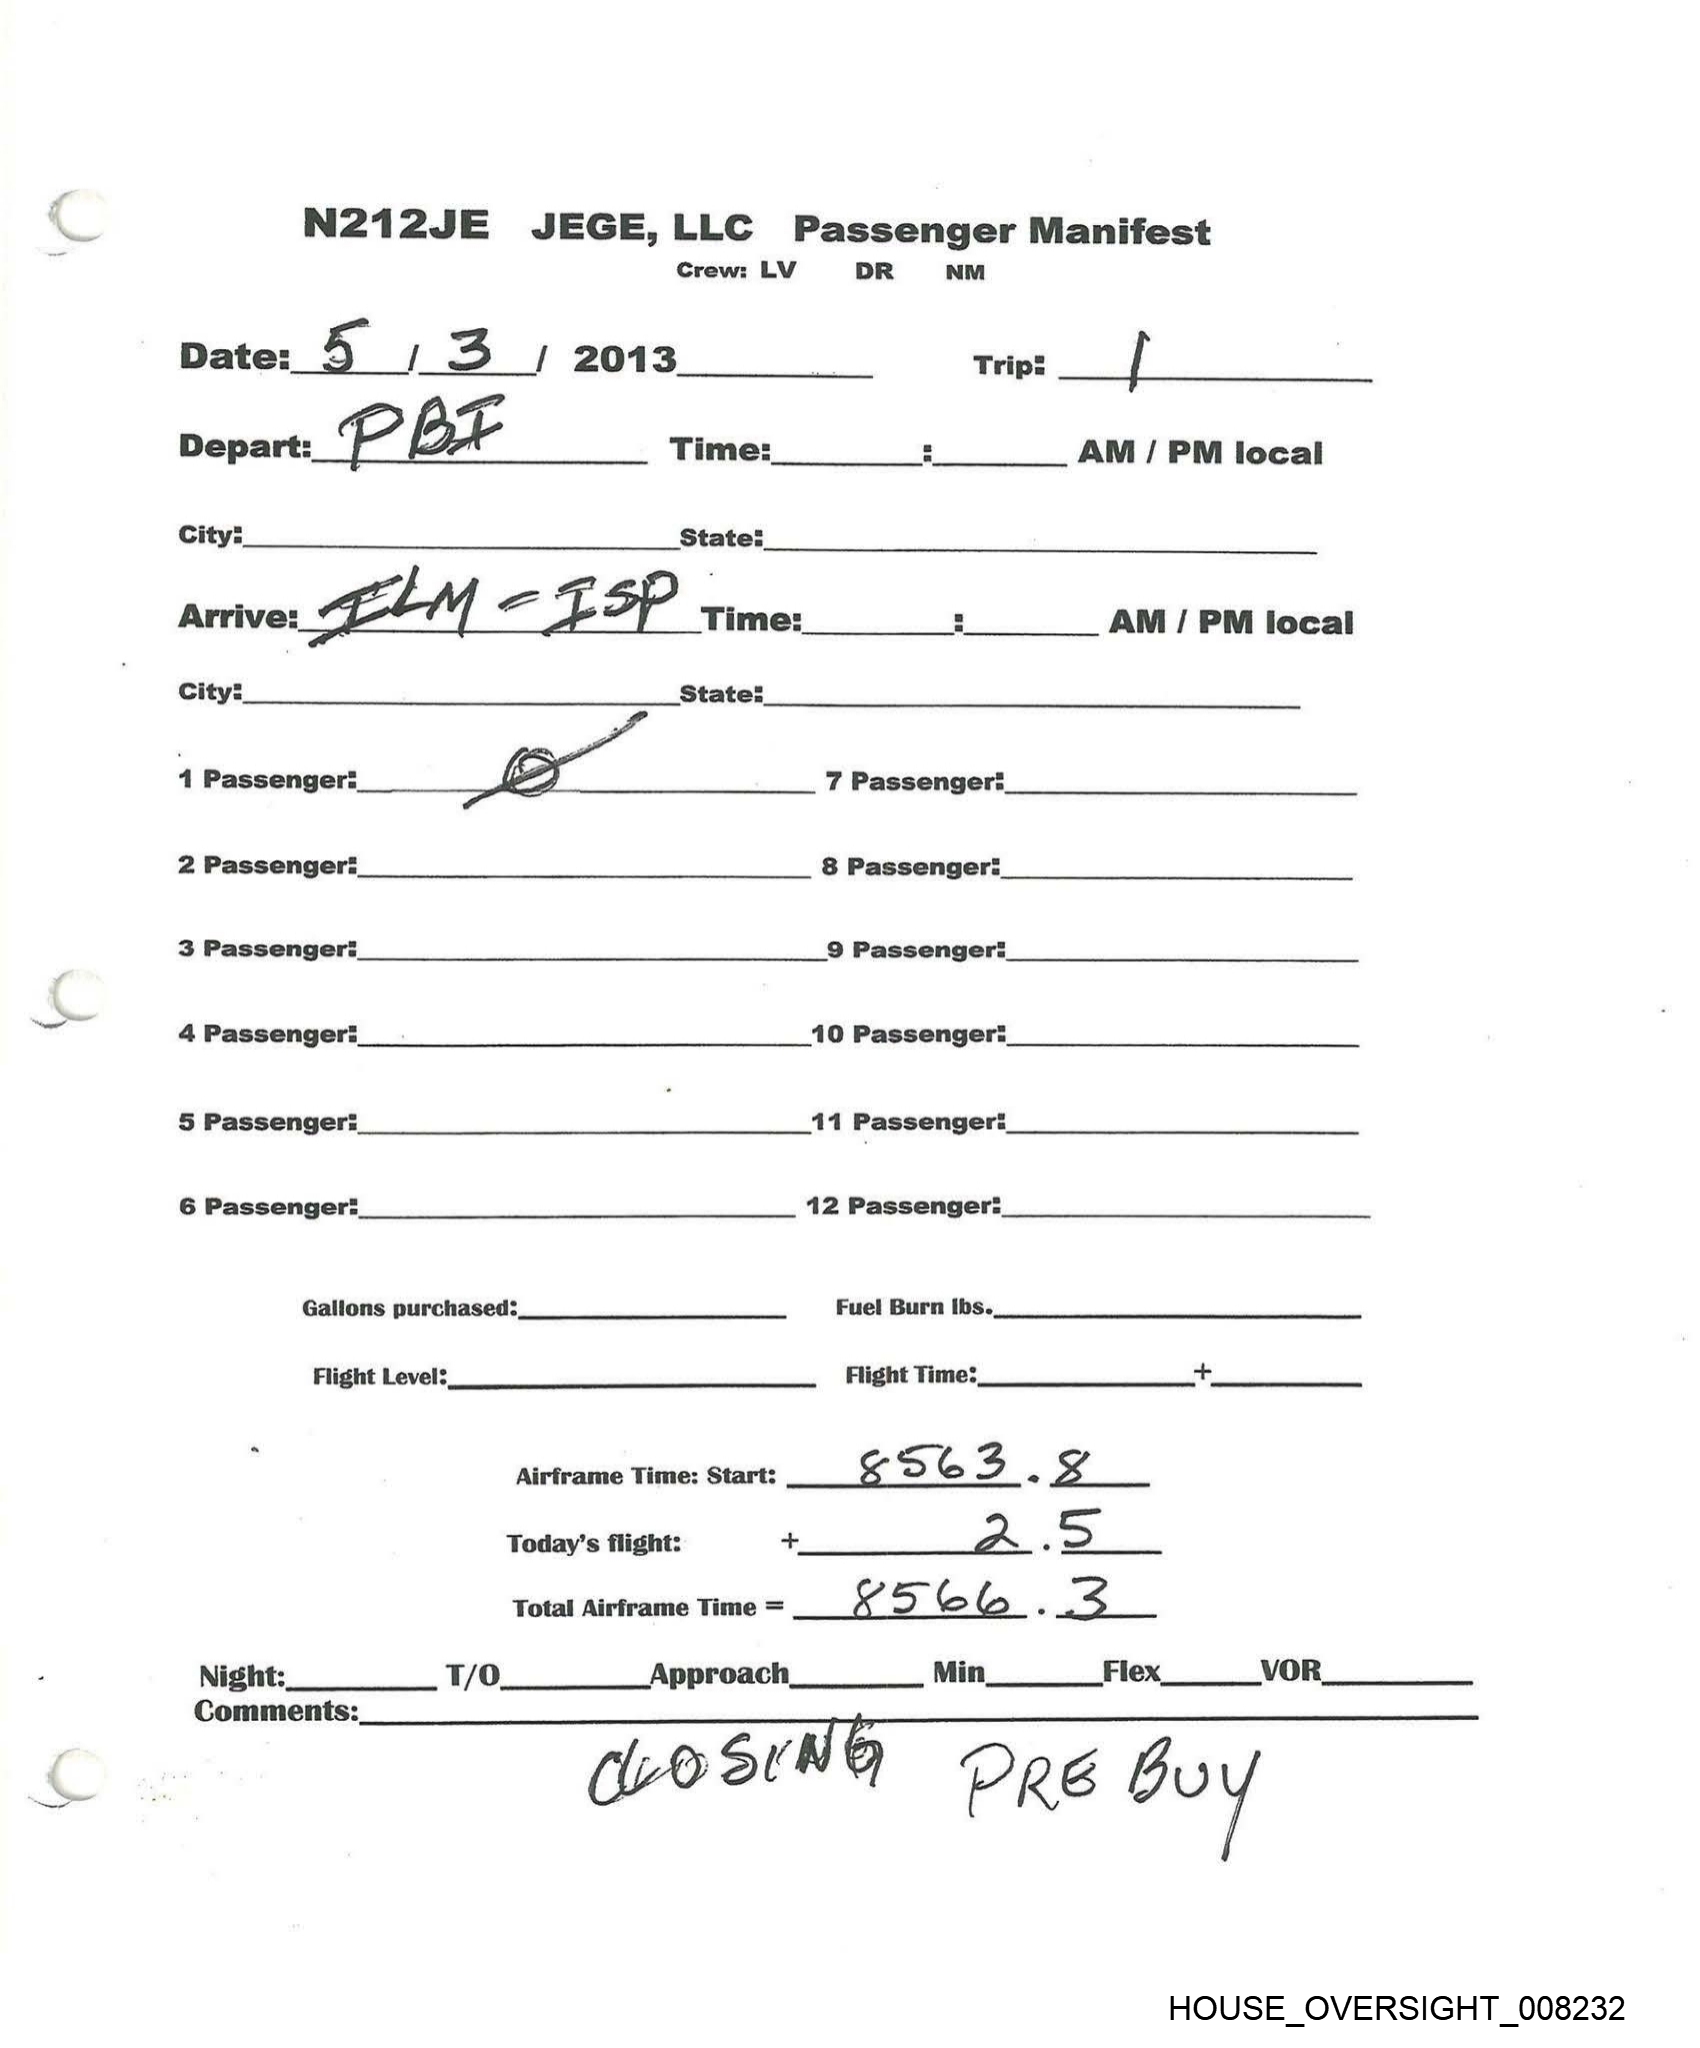 N212JE JEGE, LLC Passenger Manifest
Crew: LV DR NM
Date: 5 / 3 / 2013 Trip: 1
Depart: PBI Time: : AM / PM local
City: State:
Arrive: ILM - ISP Time: : AM / PM local
City: State:
1 Passenger: 7 Passenger:
2 Passenger: 8 Passenger:
3 Passenger: 9 Passenger:
4 Passenger: 10 Passenger:
5 Passenger: 11 Passenger:
6 Passenger: 12 Passenger:
Gallons purchased: Fuel Burn lbs.
Flight Level: Flight Time: +
Airframe Time: Start: 8563.8
Today's flight: + 2.5
Total Airframe Time = 8566.3
Night: T/O Approach Min Flex VOR
Comments:
CLOSING PRE BUY
HOUSE_OVERSIGHT_008232